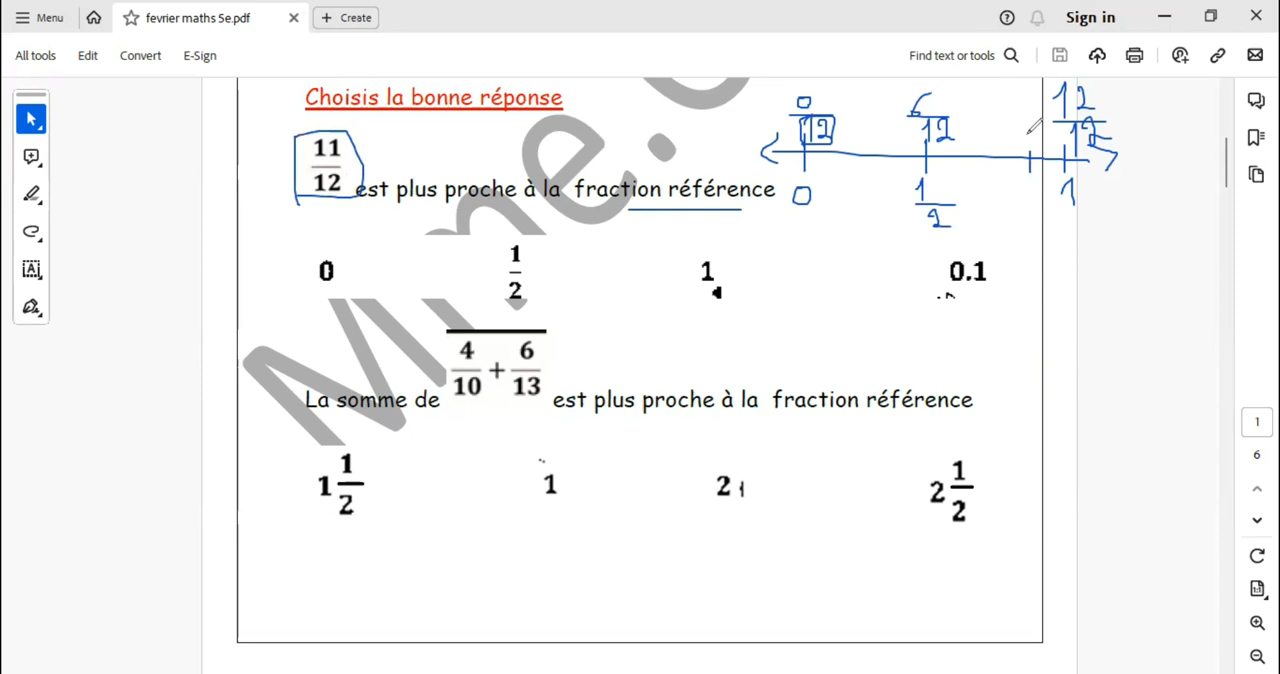 Menu
fevrier maths 5e.pdf
Create
Sign in
All tools
Edit
Convert
E-Sign
Find text or tools
Choisis la bonne réponse
0/12
6/12
12/12
11/12 est plus proche à la fraction référence
0
1/2
1
0
1/2
1
0.1
La somme de 4/10 + 6/13 est plus proche à la fraction référence
1 1/2
1
2
2 1/2
1
6